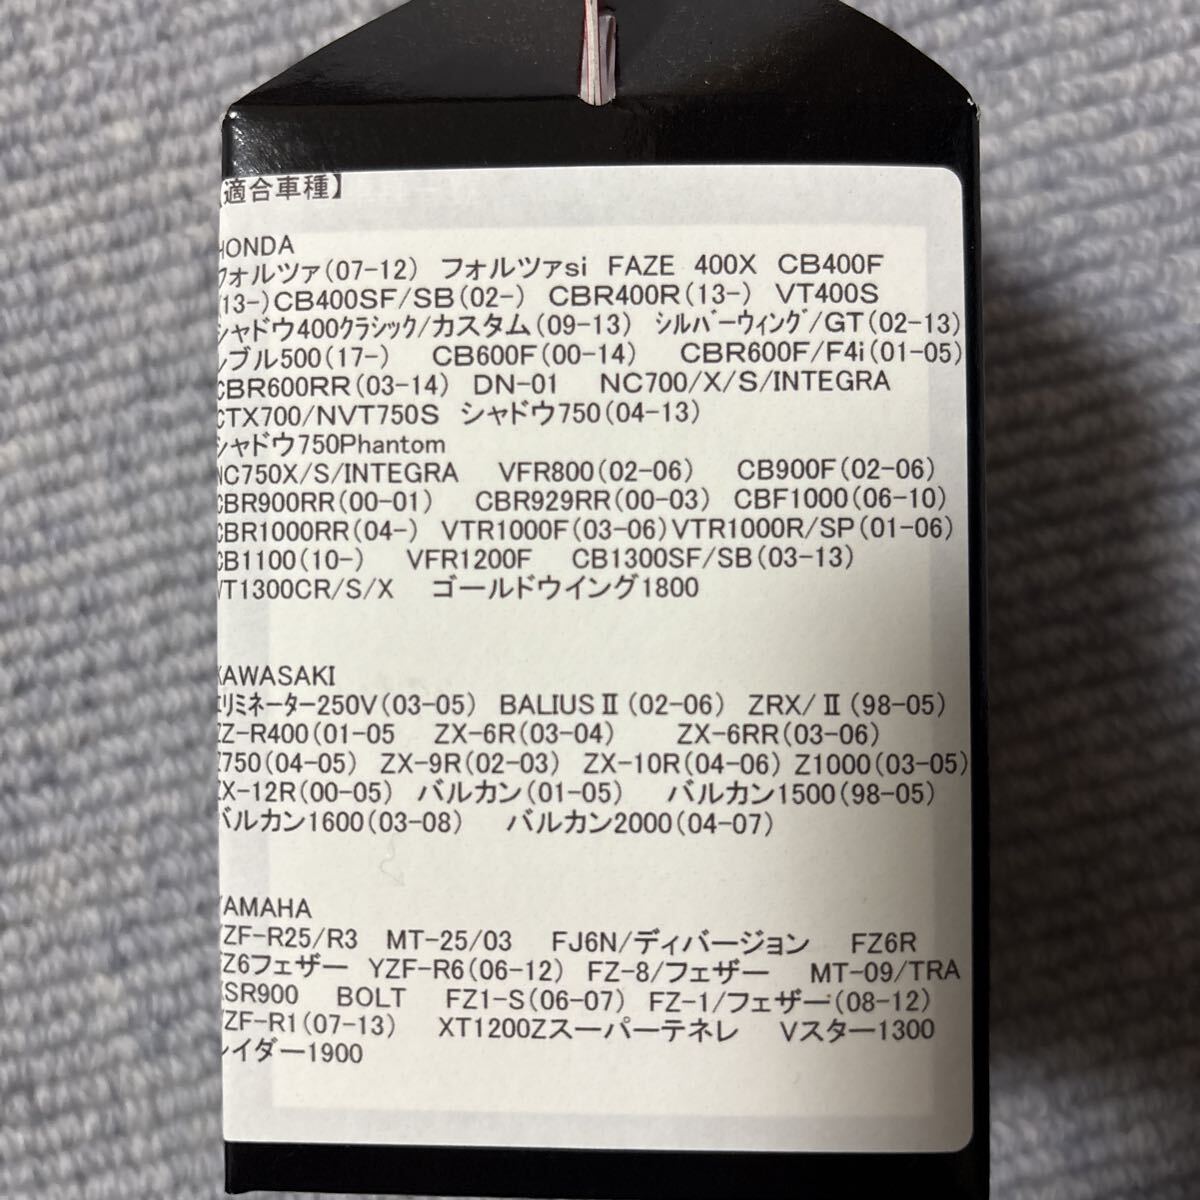 【適合車種】
HONDA
フォルツァ(07-12) フォルツァsi FAZE 400X CB400F
(13-)CB400SF/SB(02-) CBR400R(13-) VT400S
シャドウ400クラシック/カスタム(09-13) シルバーウィング/GT(02-13)
レブル500(17-) CB600F(00-14) CBR600F/F4i(01-05)
CBR600RR(03-14) DN-01 NC700/X/S/INTEGRA
CTX700/NVT750S シャドウ750(04-13)
シャドウ750Phantom
NC750X/S/INTEGRA VFR800(02-06) CB900F(02-06)
CBR900RR(00-01) CBR929RR(00-03) CBF1000(06-10)
CBR1000RR(04-) VTR1000F(03-06)VTR1000R/SP(01-06)
CB1100(10-) VFR1200F CB1300SF/SB(03-13)
VT1300CR/S/X ゴールドウイング1800
KAWASAKI
エリミネーター250V(03-05) BALIUSⅡ(02-06) ZRX/Ⅱ(98-05)
ZZ-R400(01-05 ZX-6R(03-04) ZX-6RR(03-06)
Z750(04-05) ZX-9R(02-03) ZX-10R(04-06) Z1000(03-05)
ZX-12R(00-05) バルカン(01-05) バルカン1500(98-05)
バルカン1600(03-08) バルカン2000(04-07)
YAMAHA
YZF-R25/R3 MT-25/03 FJ6N/ディバージョン FZ6R
FZ6フェザー YZF-R6(06-12) FZ-8/フェザー MT-09/TRA
XSR900 BOLT FZ1-S(06-07) FZ-1/フェザー(08-12)
YZF-R1(07-13) XT1200Zスーパーテネレ Vスター1300
レイダー1900